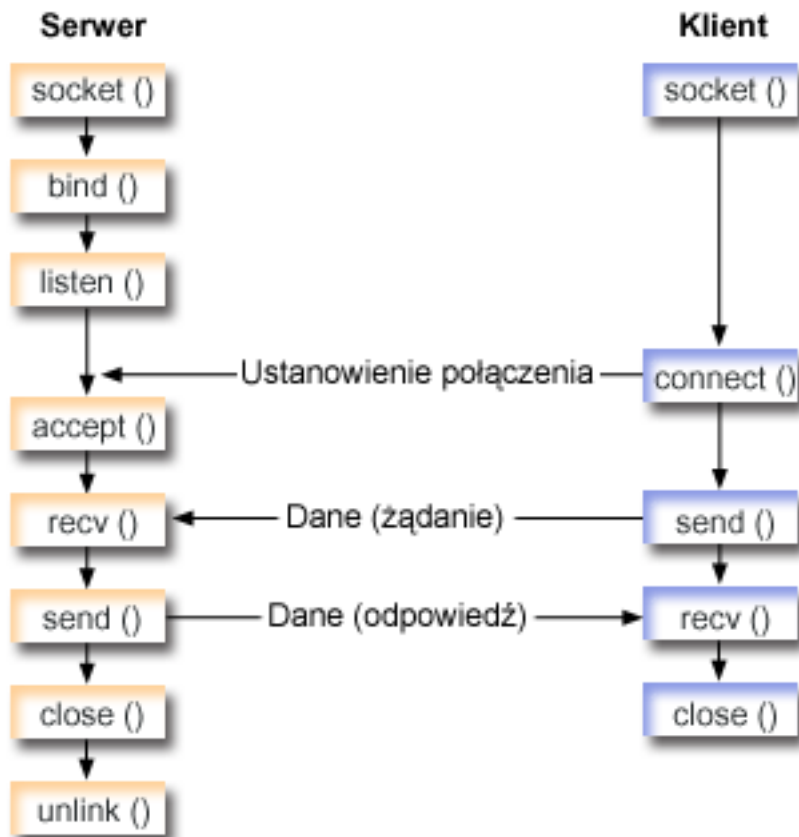 Serwer Klient
socket () socket ()
bind ()
listen ()
Ustanowienie połączenia connect ()
accept ()
recv () Dane (żądanie) send ()
send () Dane (odpowiedź) recv ()
close () close ()
unlink ()